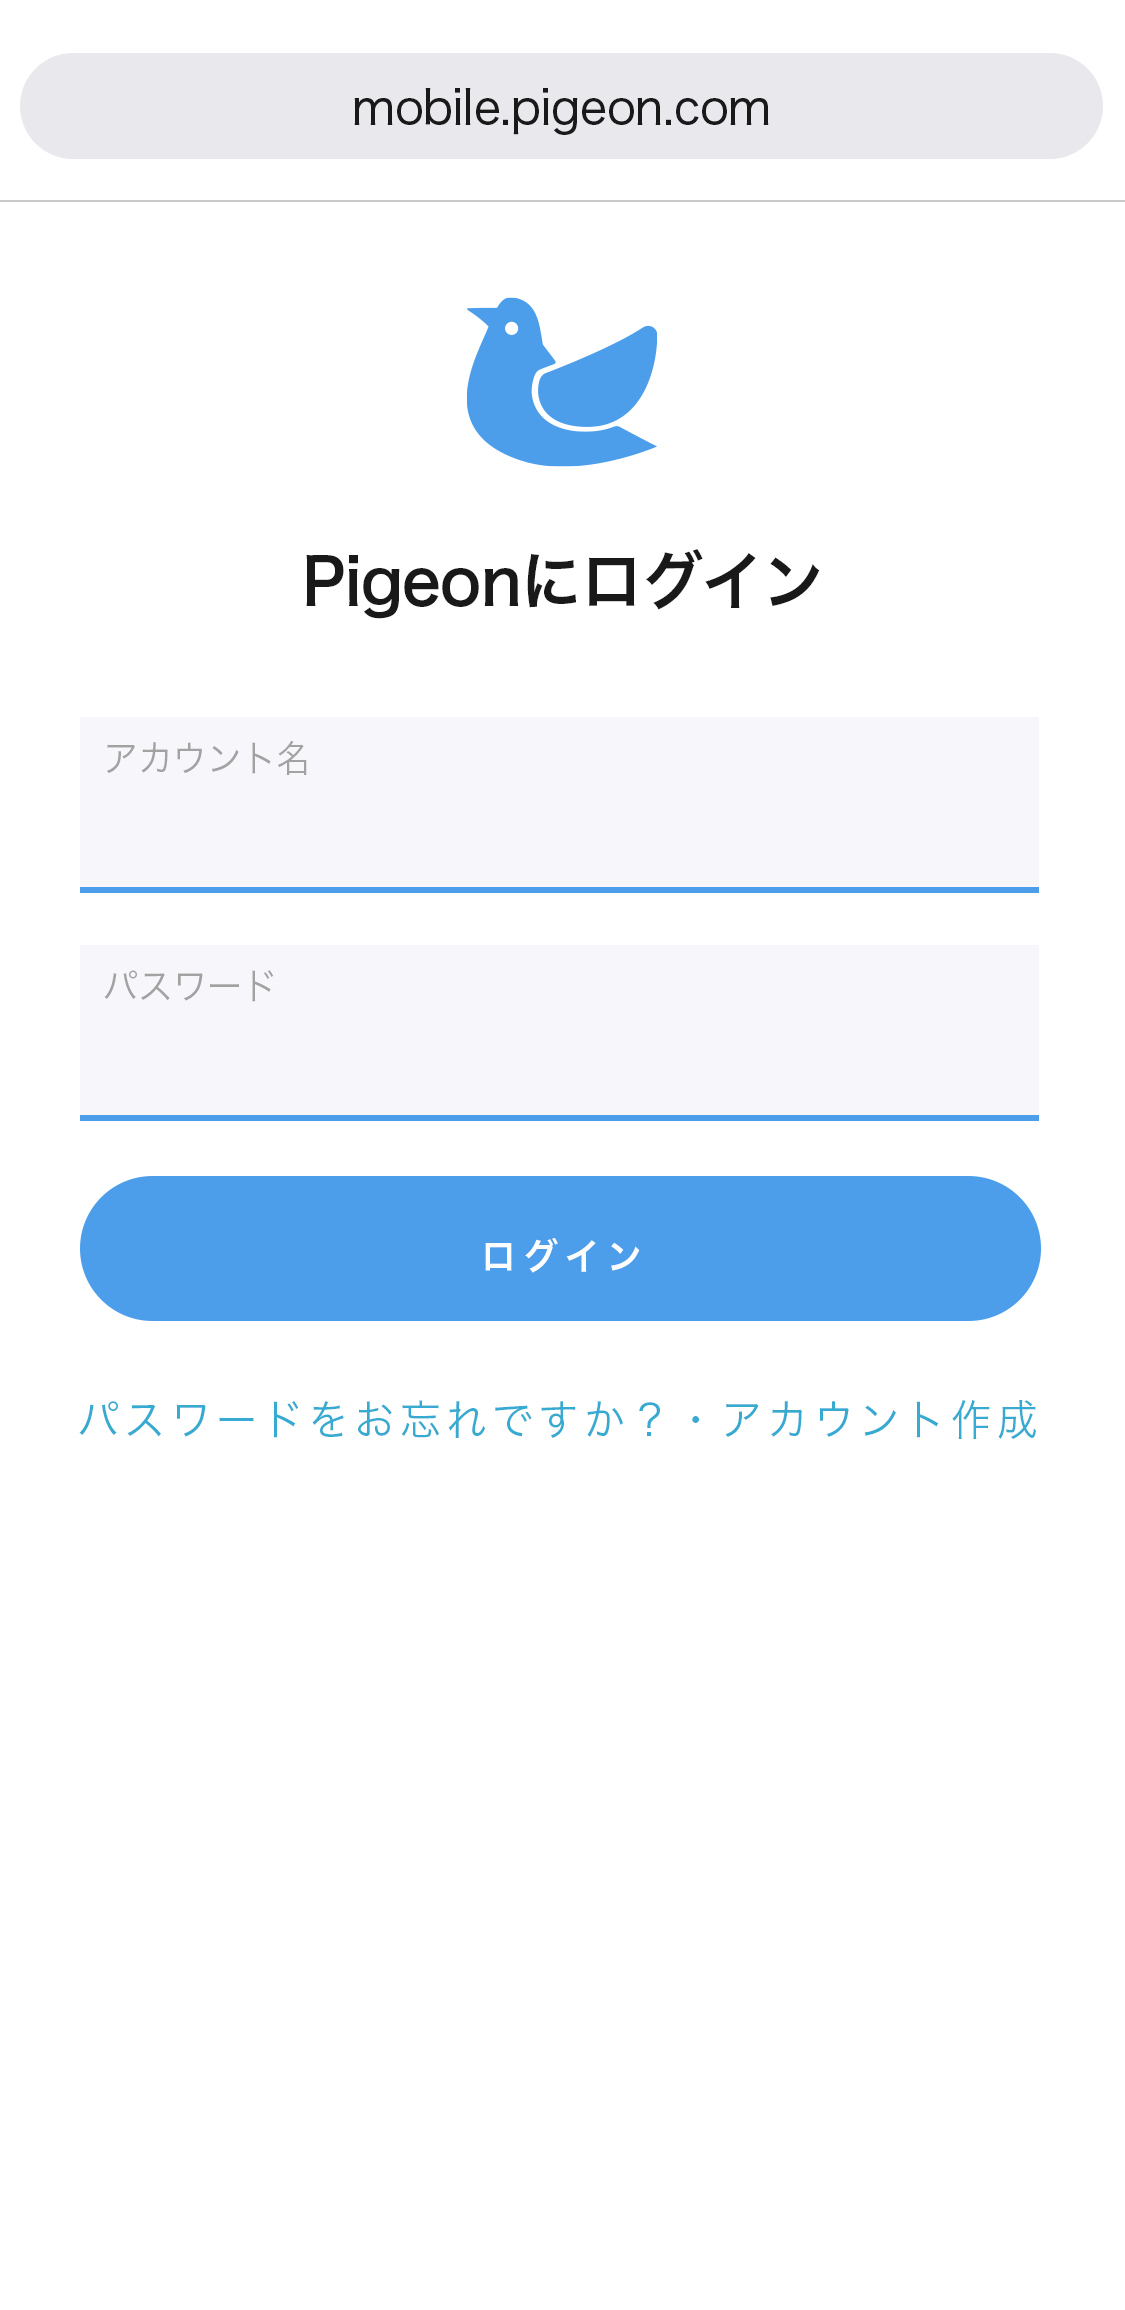 mobile.pigeon.com
Pigeonにログイン
アカウント名
パスワード
ログイン
パスワードをお忘れですか？・アカウント作成